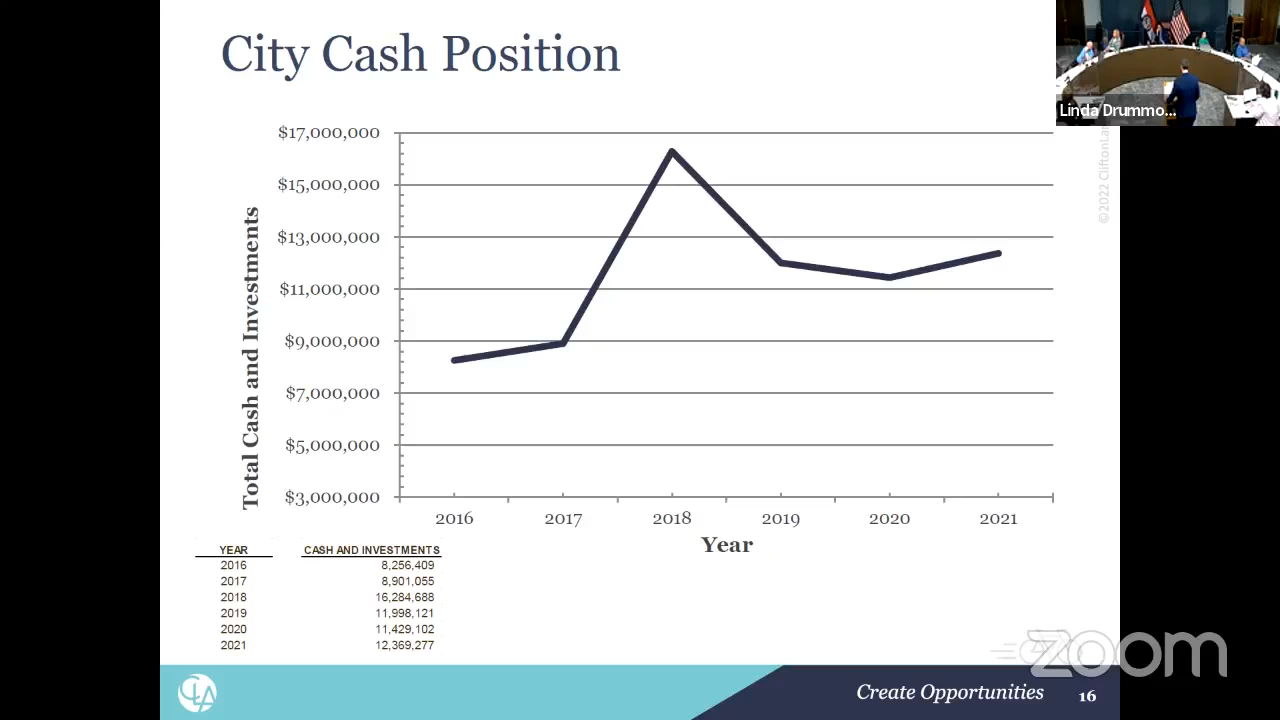 City Cash Position
Linda Drummo...
©2022 CliftonLar
$17,000,000
$15,000,000
$13,000,000
$11,000,000
$9,000,000
$7,000,000
$5,000,000
$3,000,000
Total Cash and Investments
2016 2017 2018 2019 2020 2021
Year
YEAR CASH AND INVESTMENTS
2016 8,256,409
2017 8,901,055
2018 16,284,688
2019 11,998,121
2020 11,429,102
2021 12,369,277
zoom
CLA
Create Opportunities 16